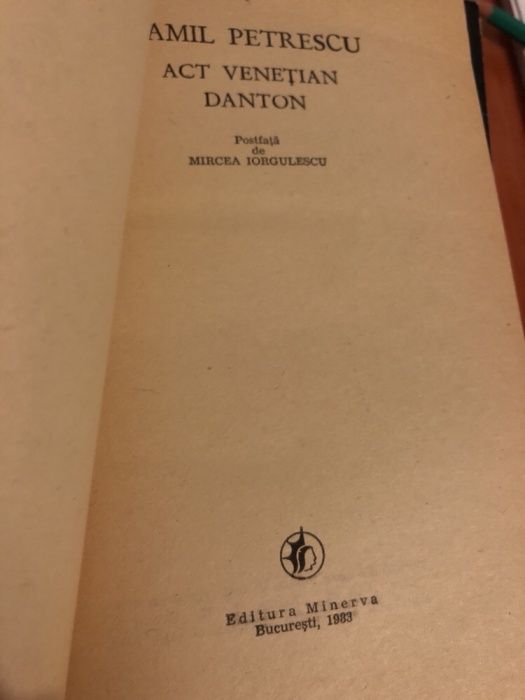 AMIL PETRESCU
ACT VENEȚIAN
DANTON
Postfață
de
MIRCEA IORGULESCU
Editura Minerva
București, 1983